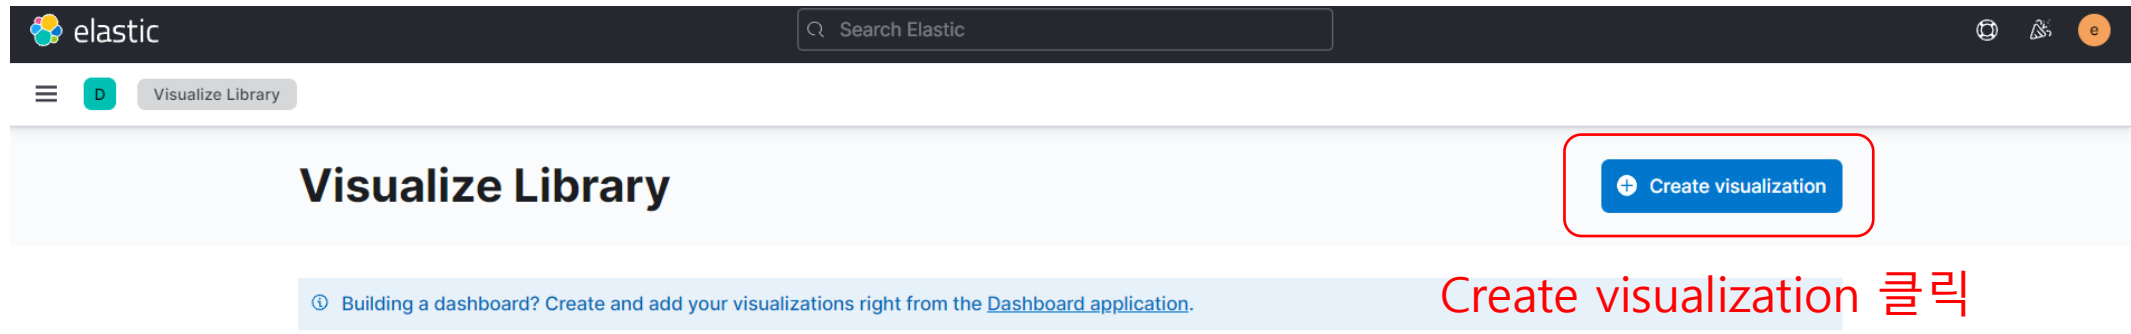 elastic
Search Elastic
e
D
Visualize Library
Visualize Library
Create visualization
Create visualization 클릭
Building a dashboard? Create and add your visualizations right from the Dashboard application.